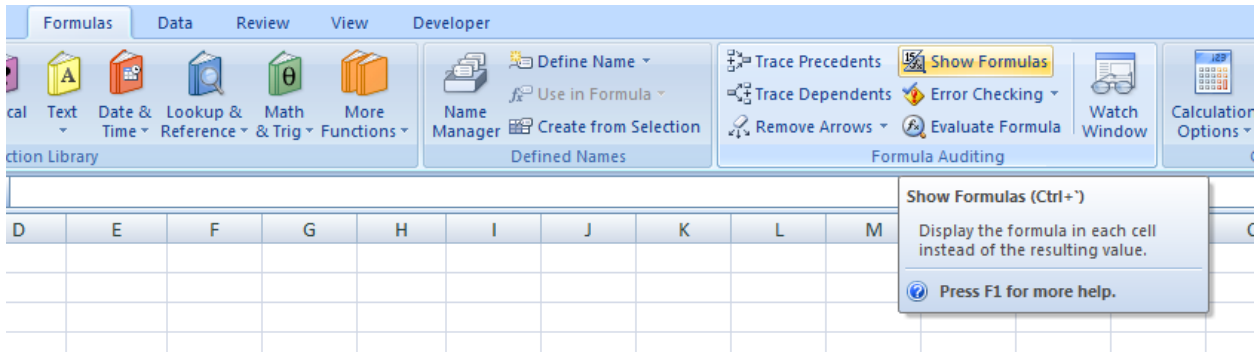 Formulas Data Review View Developer
cal Text Date & Time Lookup & Reference Math & Trig More Functions
ction Library
Name Manager
Define Name
Use in Formula
Create from Selection
Defined Names
Trace Precedents
Trace Dependents
Remove Arrows
Show Formulas
Error Checking
Evaluate Formula
Watch Window
Formula Auditing
Calculation Options
Show Formulas (Ctrl+`)
Display the formula in each cell
instead of the resulting value.
Press F1 for more help.
D E F G H I J K L M